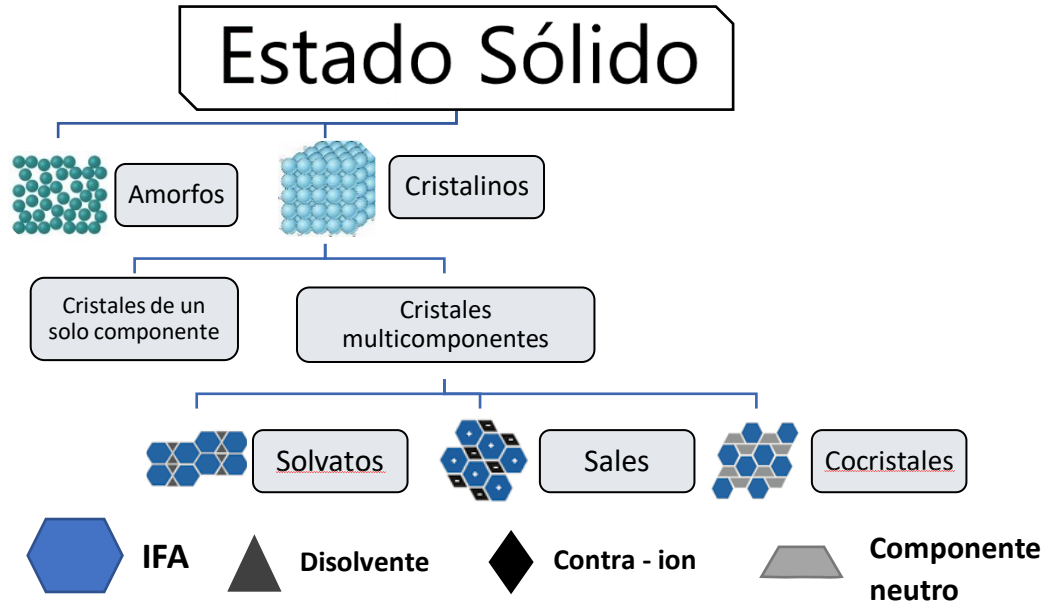 Estado Sólido
Amorfos
Cristalinos
Cristales de un
solo componente
Cristales
multicomponentes
Solvatos
Sales
Cocristales
IFA
Disolvente
Contra - ion
Componente
neutro